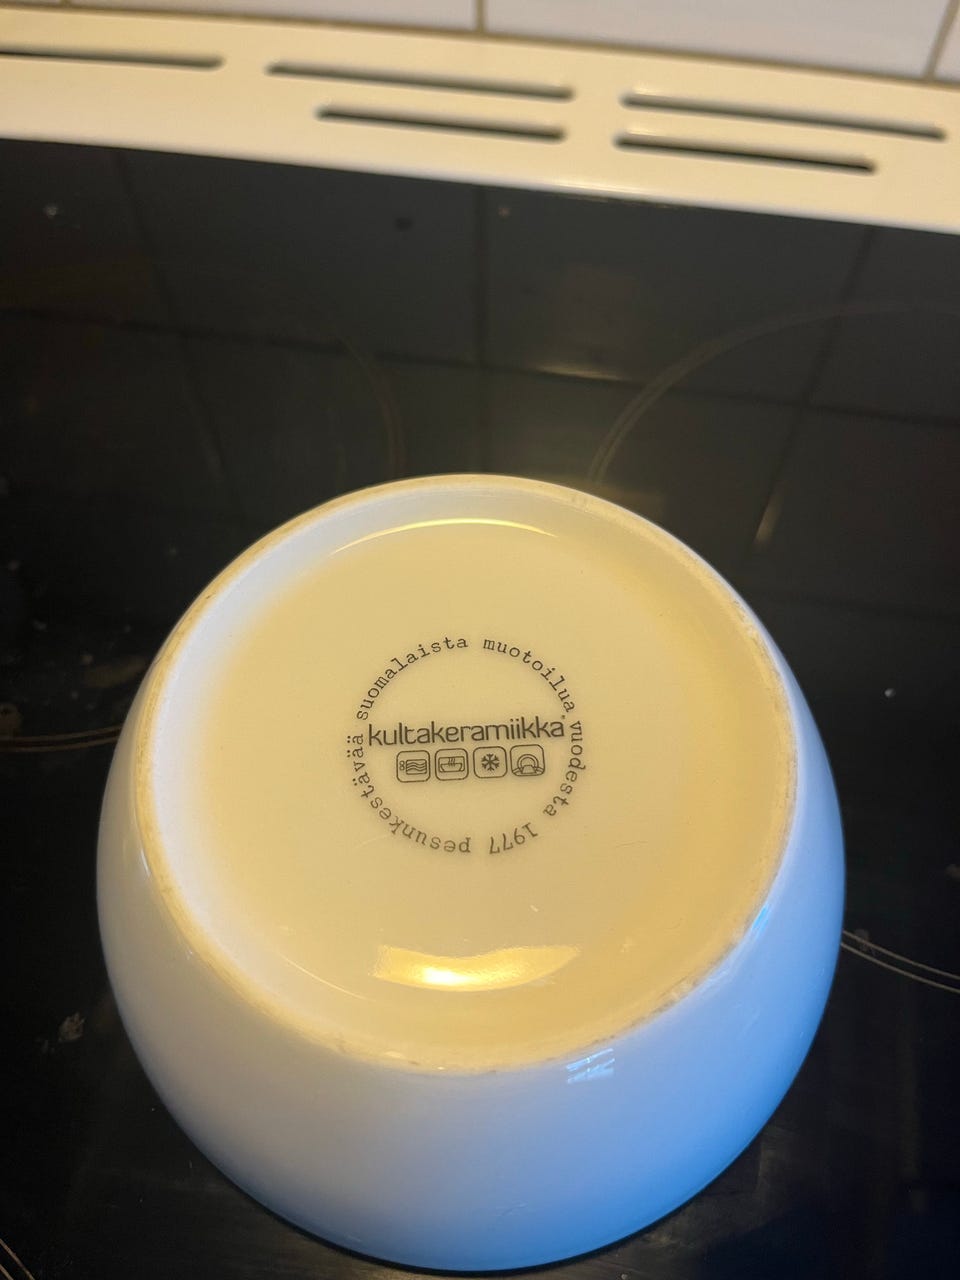 suomalaista muotoilua vuodesta 1977 pesunkestävää
kultakeramiikka®